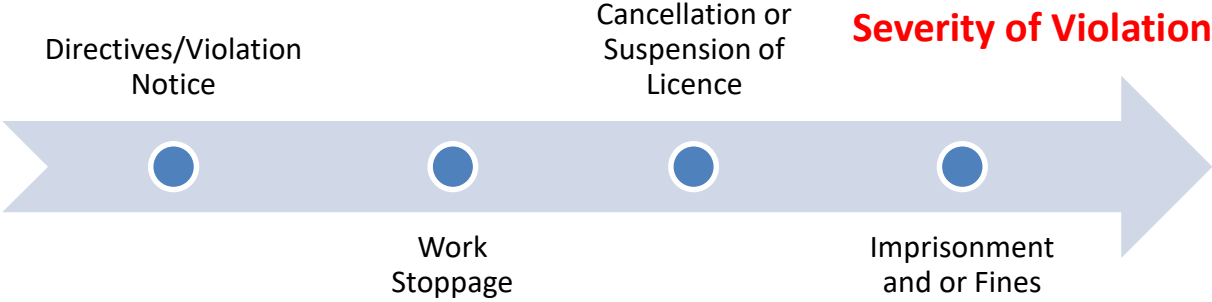 Directives/Violation
Notice
Work
Stoppage
Cancellation or
Suspension of
Licence
Imprisonment
and or Fines
Severity of Violation